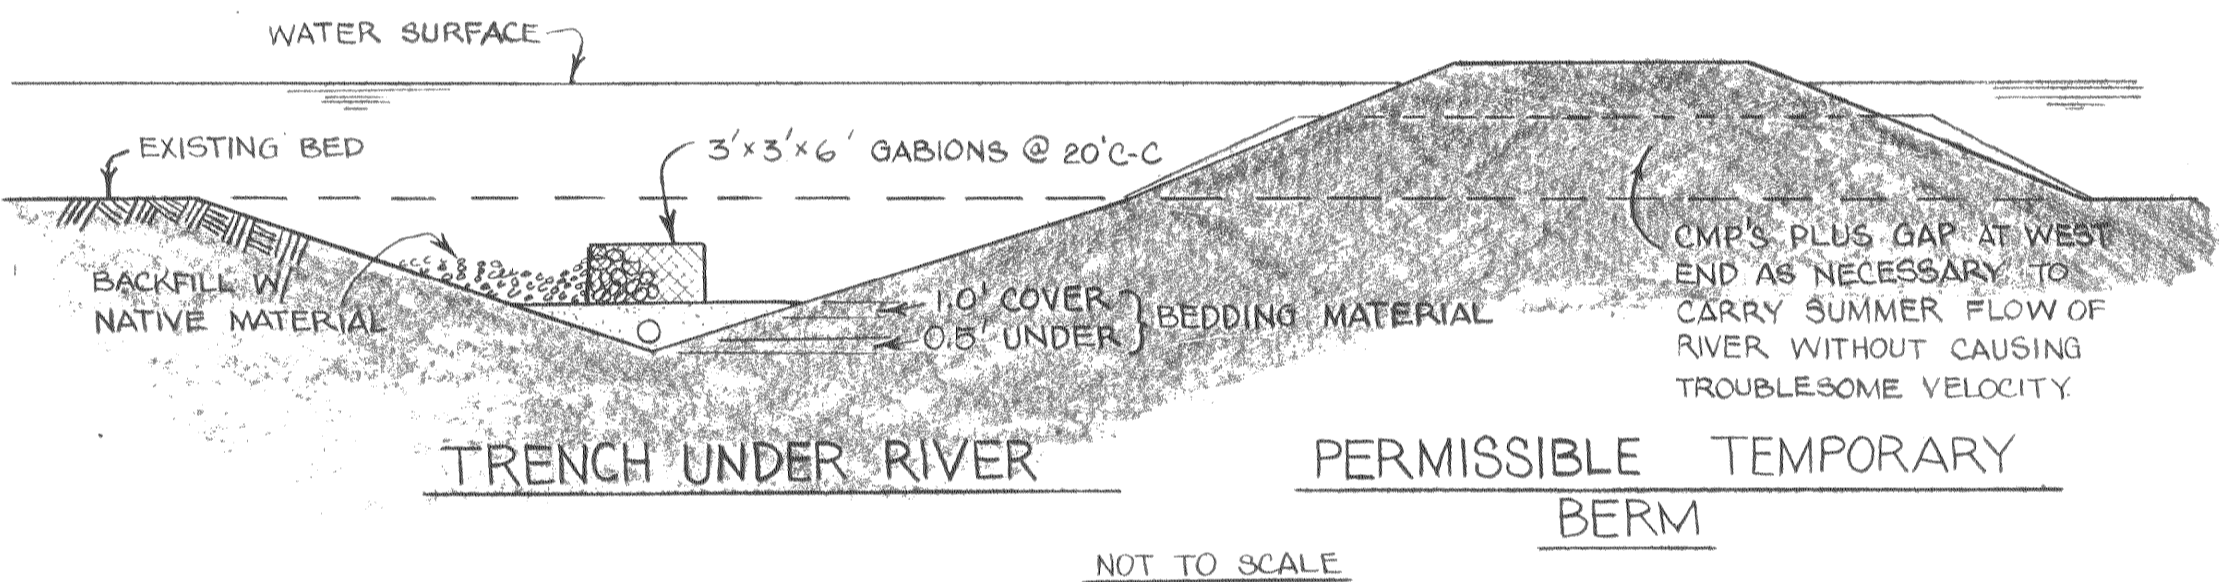 WATER SURFACE
EXISTING BED
3'x3'x6' GABIONS @ 20'C-C
BACKFILL W/
NATIVE MATERIAL
1.0' COVER
0.5' UNDER
BEDDING MATERIAL
CMP'S PLUS GAP AT WEST
END AS NECESSARY TO
CARRY SUMMER FLOW OF
RIVER WITHOUT CAUSING
TROUBLESOME VELOCITY.
TRENCH UNDER RIVER
PERMISSIBLE TEMPORARY
BERM
NOT TO SCALE